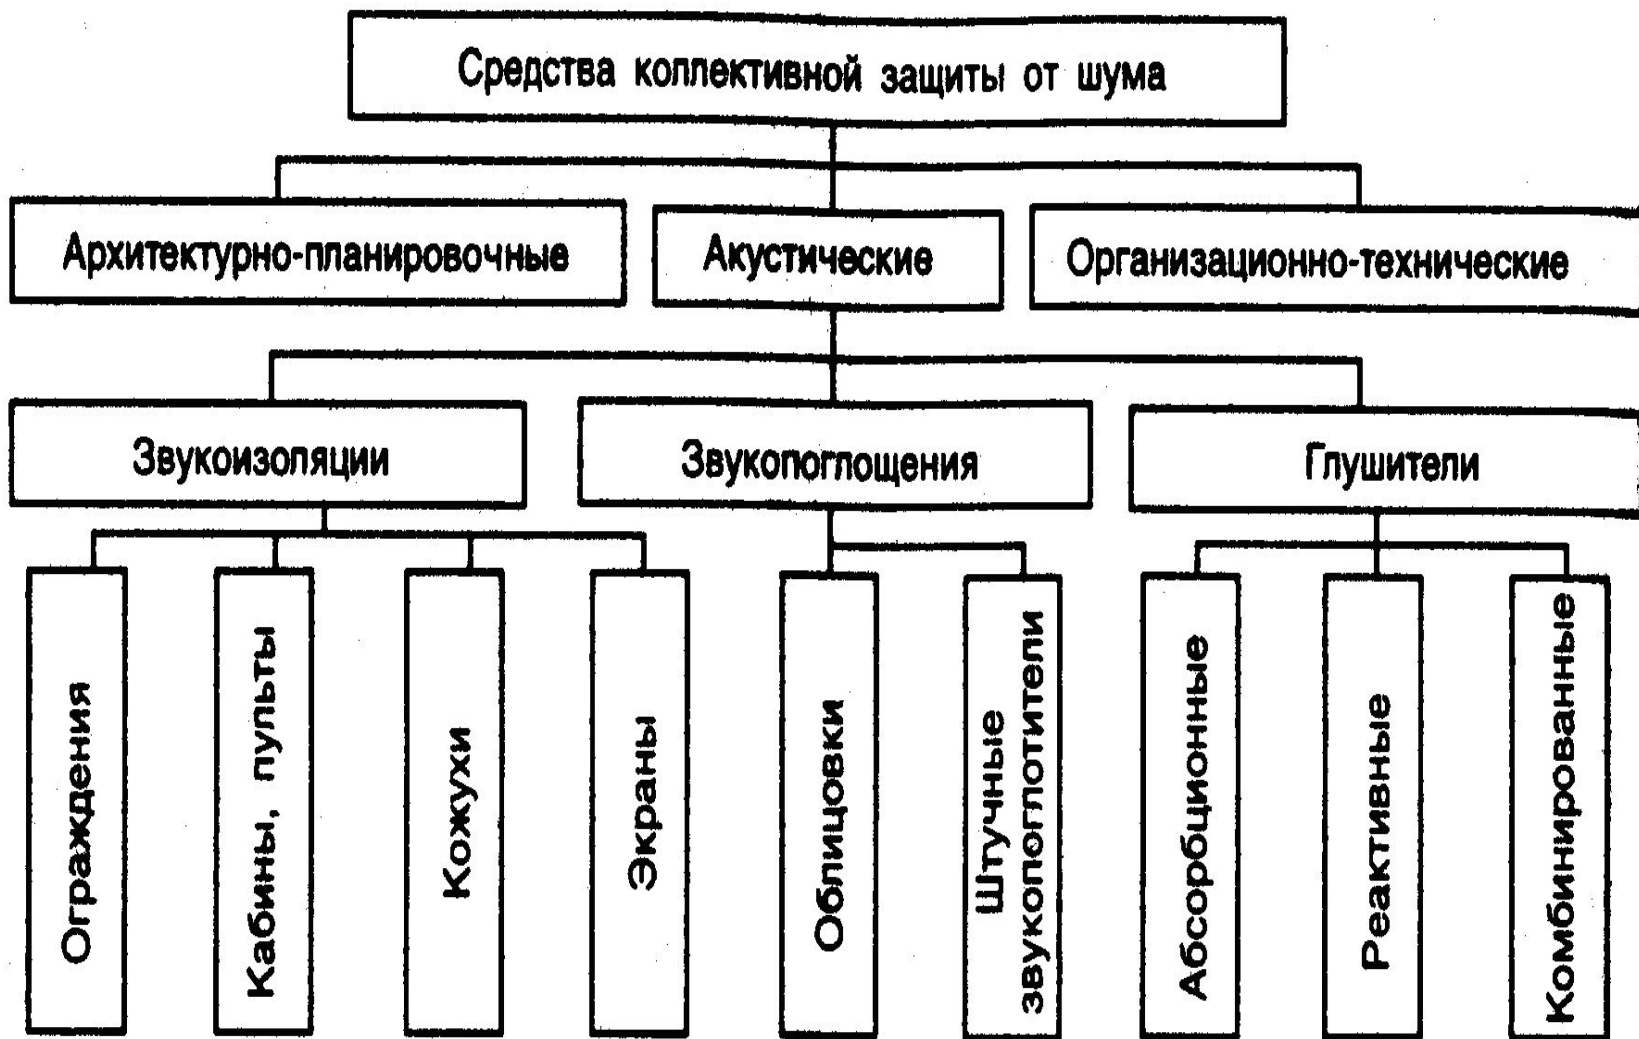 Средства коллективной защиты от шума
Архитектурно-планировочные
Акустические
Организационно-технические
Звукоизоляции
Звукопоглощения
Глушители
Ограждения
Кабины, пульты
Кожухи
Экраны
Облицовки
Штучные
звукопоглотители
Абсорбционные
Реактивные
Комбинированные